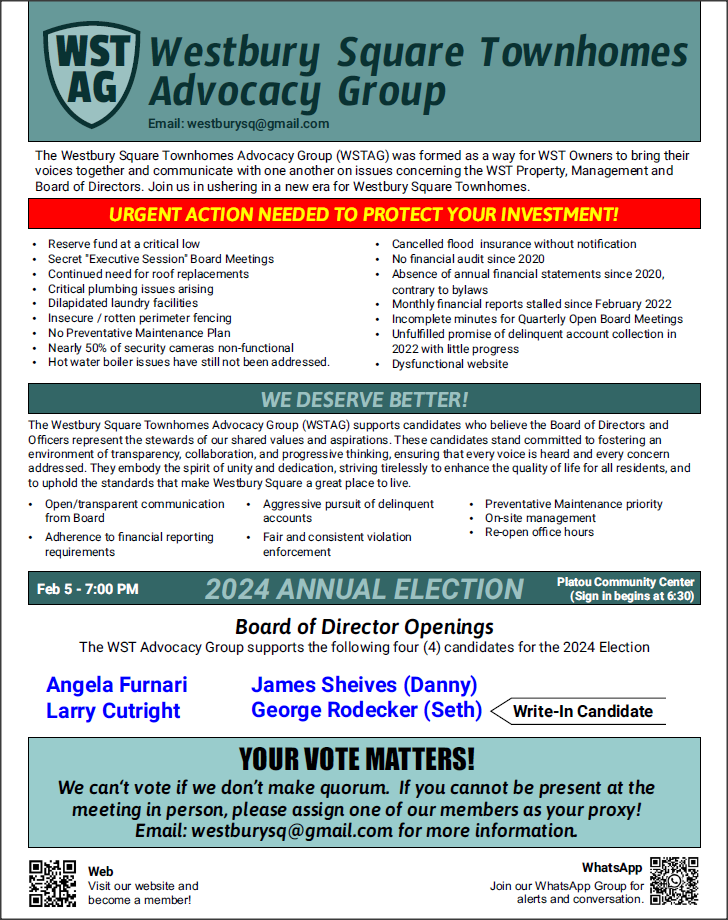 WST
AG
Westbury Square Townhomes
Advocacy Group
Email: westburysq@gmail.com
The Westbury Square Townhomes Advocacy Group (WSTAG) was formed as a way for WST Owners to bring their
voices together and communicate with one another on issues concerning the WST Property, Management and
Board of Directors. Join us in ushering in a new era for Westbury Square Townhomes.
URGENT ACTION NEEDED TO PROTECT YOUR INVESTMENT!
• Reserve fund at a critical low
• Secret "Executive Session" Board Meetings
• Continued need for roof replacements
• Critical plumbing issues arising
• Dilapidated laundry facilities
• Insecure / rotten perimeter fencing
• No Preventative Maintenance Plan
• Nearly 50% of security cameras non-functional
• Hot water boiler issues have still not been addressed.
• Cancelled flood insurance without notification
• No financial audit since 2020
• Absence of annual financial statements since 2020,
contrary to bylaws
• Monthly financial reports stalled since February 2022
• Incomplete minutes for Quarterly Open Board Meetings
• Unfulfilled promise of delinquent account collection in
2022 with little progress
• Dysfunctional website
WE DESERVE BETTER!
The Westbury Square Townhomes Advocacy Group (WSTAG) supports candidates who believe the Board of Directors and
Officers represent the stewards of our shared values and aspirations. These candidates stand committed to fostering an
environment of transparency, collaboration, and progressive thinking, ensuring that every voice is heard and every concern
addressed. They embody the spirit of unity and dedication, striving tirelessly to enhance the quality of life for all residents, and
to uphold the standards that make Westbury Square a great place to live.
• Open/transparent communication
from Board
• Adherence to financial reporting
requirements
• Aggressive pursuit of delinquent
accounts
• Fair and consistent violation
enforcement
• Preventative Maintenance priority
• On-site management
• Re-open office hours
Feb 5 - 7:00 PM
2024 ANNUAL ELECTION
Platou Community Center
(Sign in begins at 6:30)
Board of Director Openings
The WST Advocacy Group supports the following four (4) candidates for the 2024 Election
Angela Furnari
Larry Cutright
James Sheives (Danny)
George Rodecker (Seth)
Write-In Candidate
YOUR VOTE MATTERS!
We can't vote if we don't make quorum. If you cannot be present at the
meeting in person, please assign one of our members as your proxy!
Email: westburysq@gmail.com for more information.
Web
Visit our website and
become a member!
WhatsApp
Join our WhatsApp Group for
alerts and conversation.